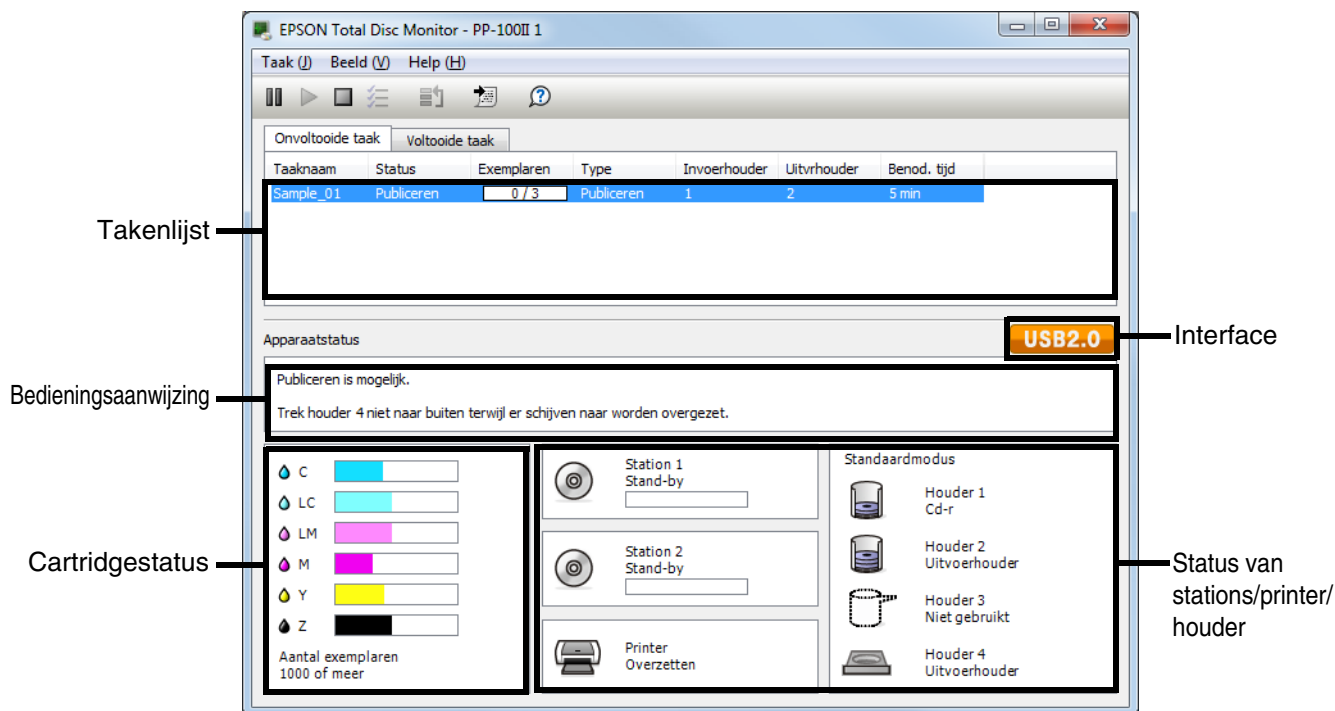 EPSON Total Disc Monitor - PP-100II 1
Taak (J) Beeld (V) Help (H)
Onvoltooide taak Voltooide taak
Taaknaam Status Exemplaren Type Invoerhouder Uitvrhouder Benod. tijd
Sample_01 Publiceren 0 / 3 Publiceren 1 2 5 min
Takenlijst
Apparaatstatus
USB2.0
Interface
Bedieningsaanwijzing
Publiceren is mogelijk.
Trek houder 4 niet naar buiten terwijl er schijven naar worden overgezet.
Cartridgestatus
C
LC
LM
M
Y
Z
Aantal exemplaren
1000 of meer
Station 1
Stand-by
Station 2
Stand-by
Printer
Overzetten
Standaardmodus
Houder 1
Cd-r
Houder 2
Uitvoerhouder
Houder 3
Niet gebruikt
Houder 4
Uitvoerhouder
Status van
stations/printer/
houder